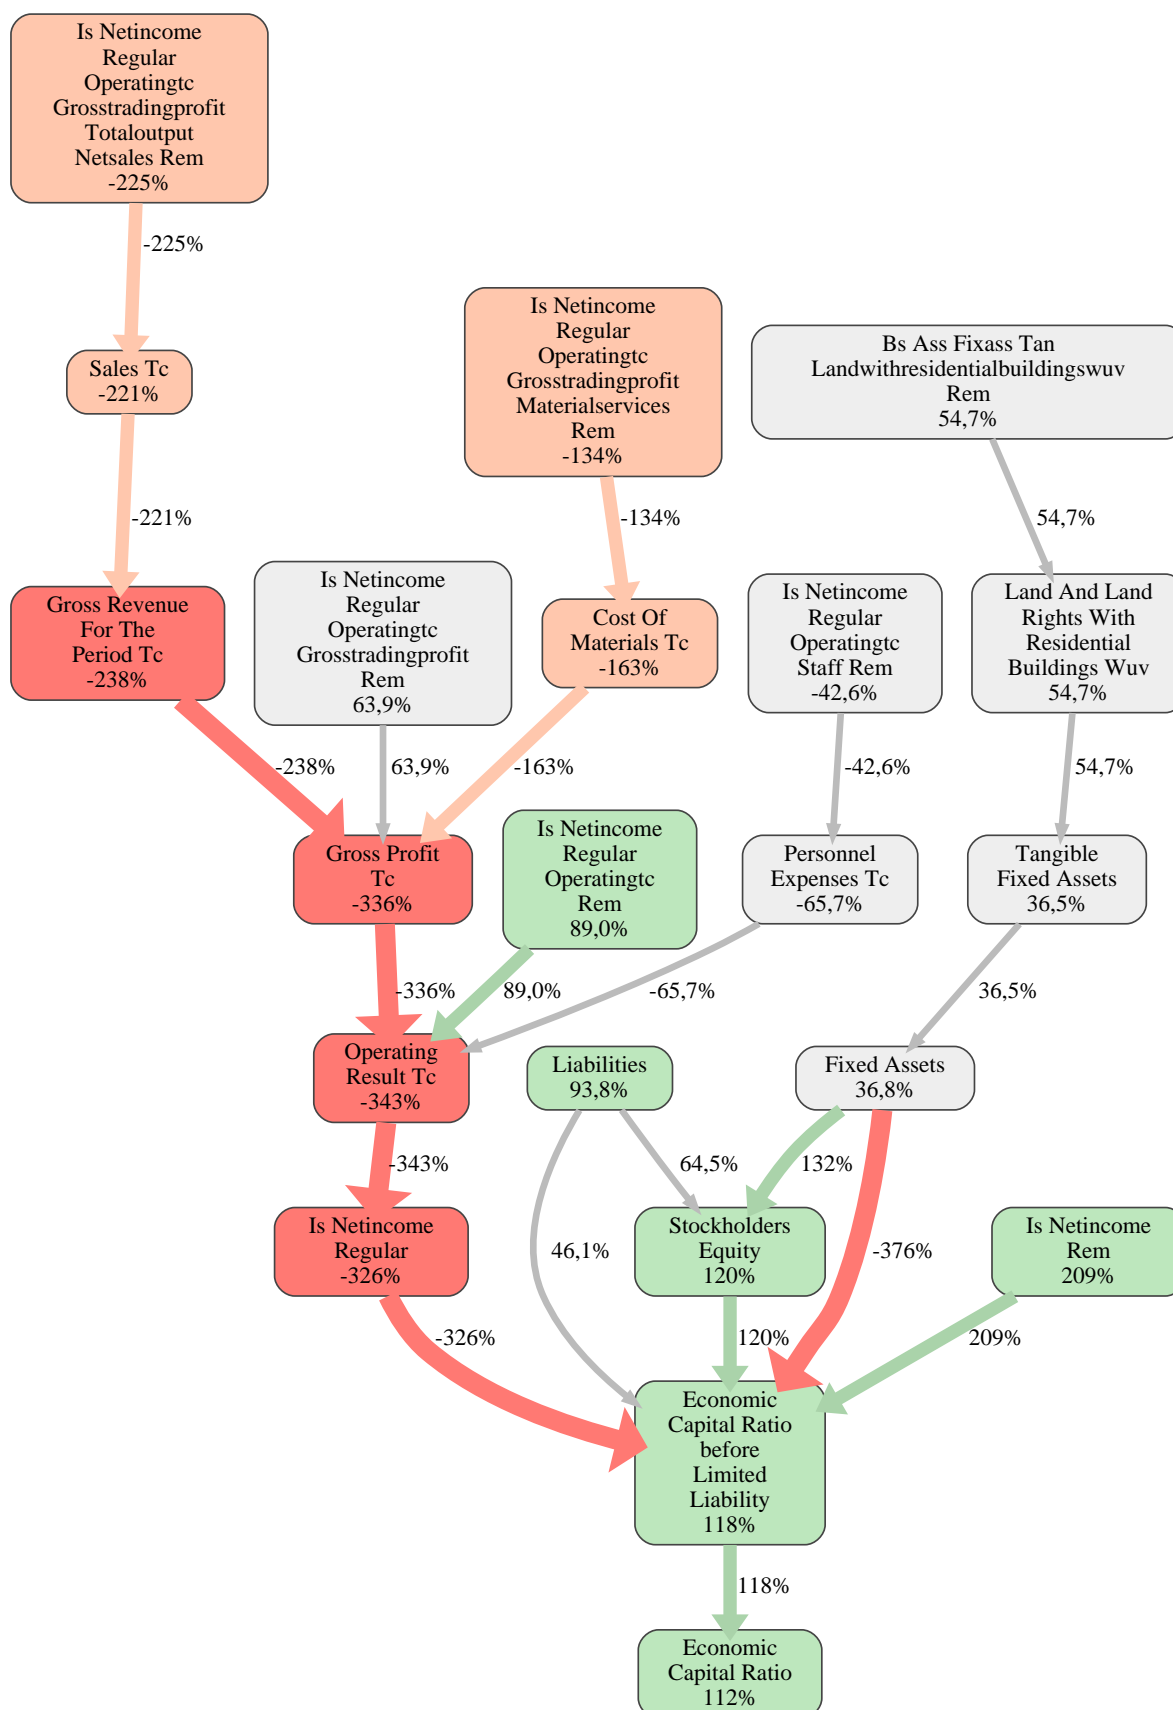 Is Netincome
Regular
Operatingtc
Grosstradingprofit
Totaloutput
Netsales Rem
-225%
-225%
Sales Tc
-221%
Is Netincome
Regular
Operatingtc
Grosstradingprofit
Materialservices
Rem
-134%
Bs Ass Fixass Tan
Landwithresidentialbuildingswuv
Rem
54,7%
-221%
-134%
54,7%
Gross Revenue
For The
Period Tc
-238%
Is Netincome
Regular
Operatingtc
Grosstradingprofit
Rem
63,9%
Cost Of
Materials Tc
-163%
Is Netincome
Regular
Operatingtc
Staff Rem
-42,6%
Land And Land
Rights With
Residential
Buildings Wuv
54,7%
-238%
63,9%
-163%
-42,6%
54,7%
Gross Profit
Tc
-336%
Is Netincome
Regular
Operatingtc
Rem
89,0%
Personnel
Expenses Tc
-65,7%
Tangible
Fixed Assets
36,5%
-336%
89,0%
-65,7%
36,5%
Operating
Result Tc
-343%
Liabilities
93,8%
Fixed Assets
36,8%
-343%
64,5%
132%
Is Netincome
Regular
-326%
46,1%
Stockholders
Equity
120%
-376%
Is Netincome
Rem
209%
-326%
120%
209%
Economic
Capital Ratio
before
Limited
Liability
118%
118%
Economic
Capital Ratio
112%